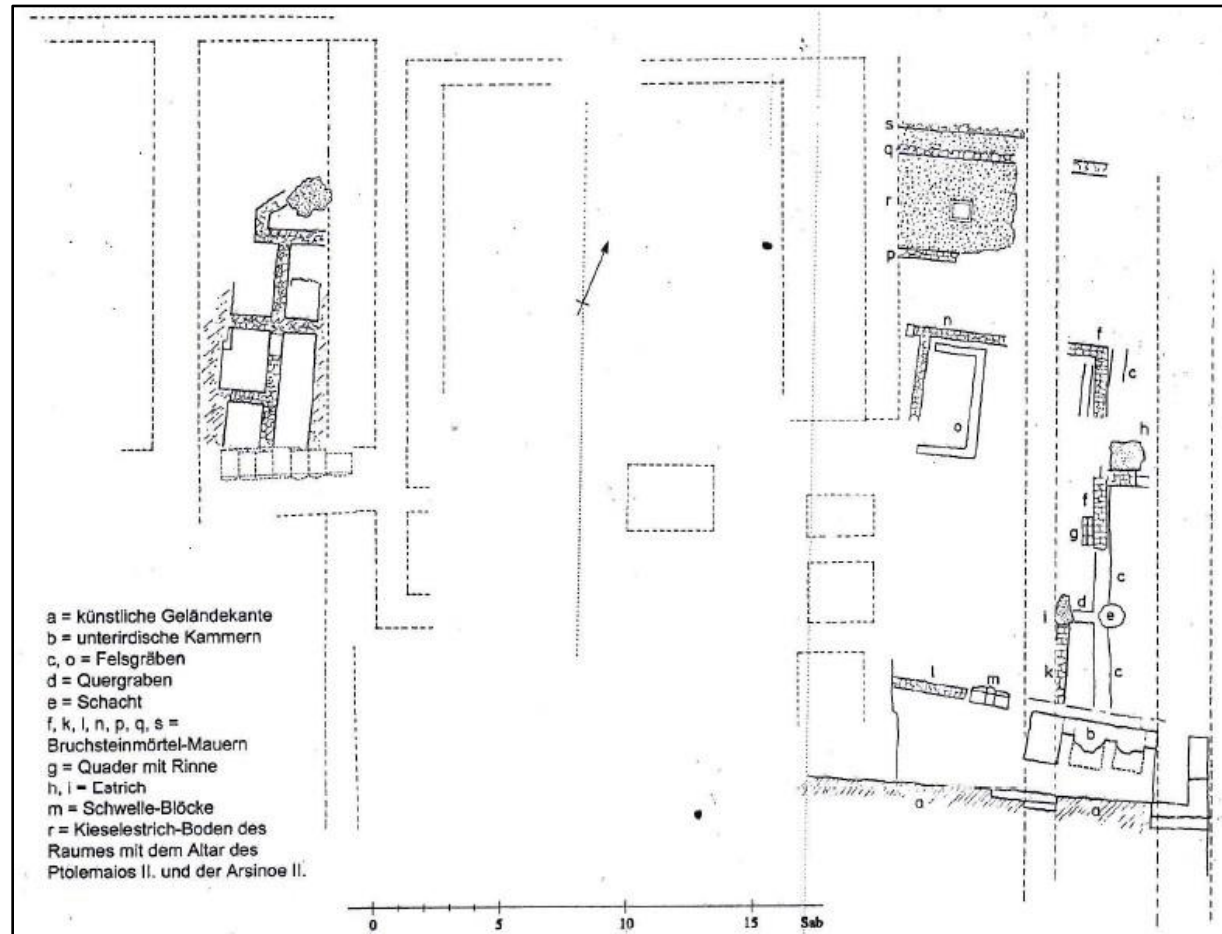 s
q
r
p
n
f
c
o
h
f
g
c
d
i
e
k
c
l
m
b
a
a
a = künstliche Geländekante
b = unterirdische Kammern
c, o = Felsgräben
d = Quergraben
e = Schacht
f, k, l, n, p, q, s =
Bruchsteinmörtel-Mauern
g = Quader mit Rinne
h, i = Estrich
m = Schwelle-Blöcke
r = Kieselestrich-Boden des
Raumes mit dem Altar des
Ptolemaios II. und der Arsinoe II.
0 5 10 15 Sab